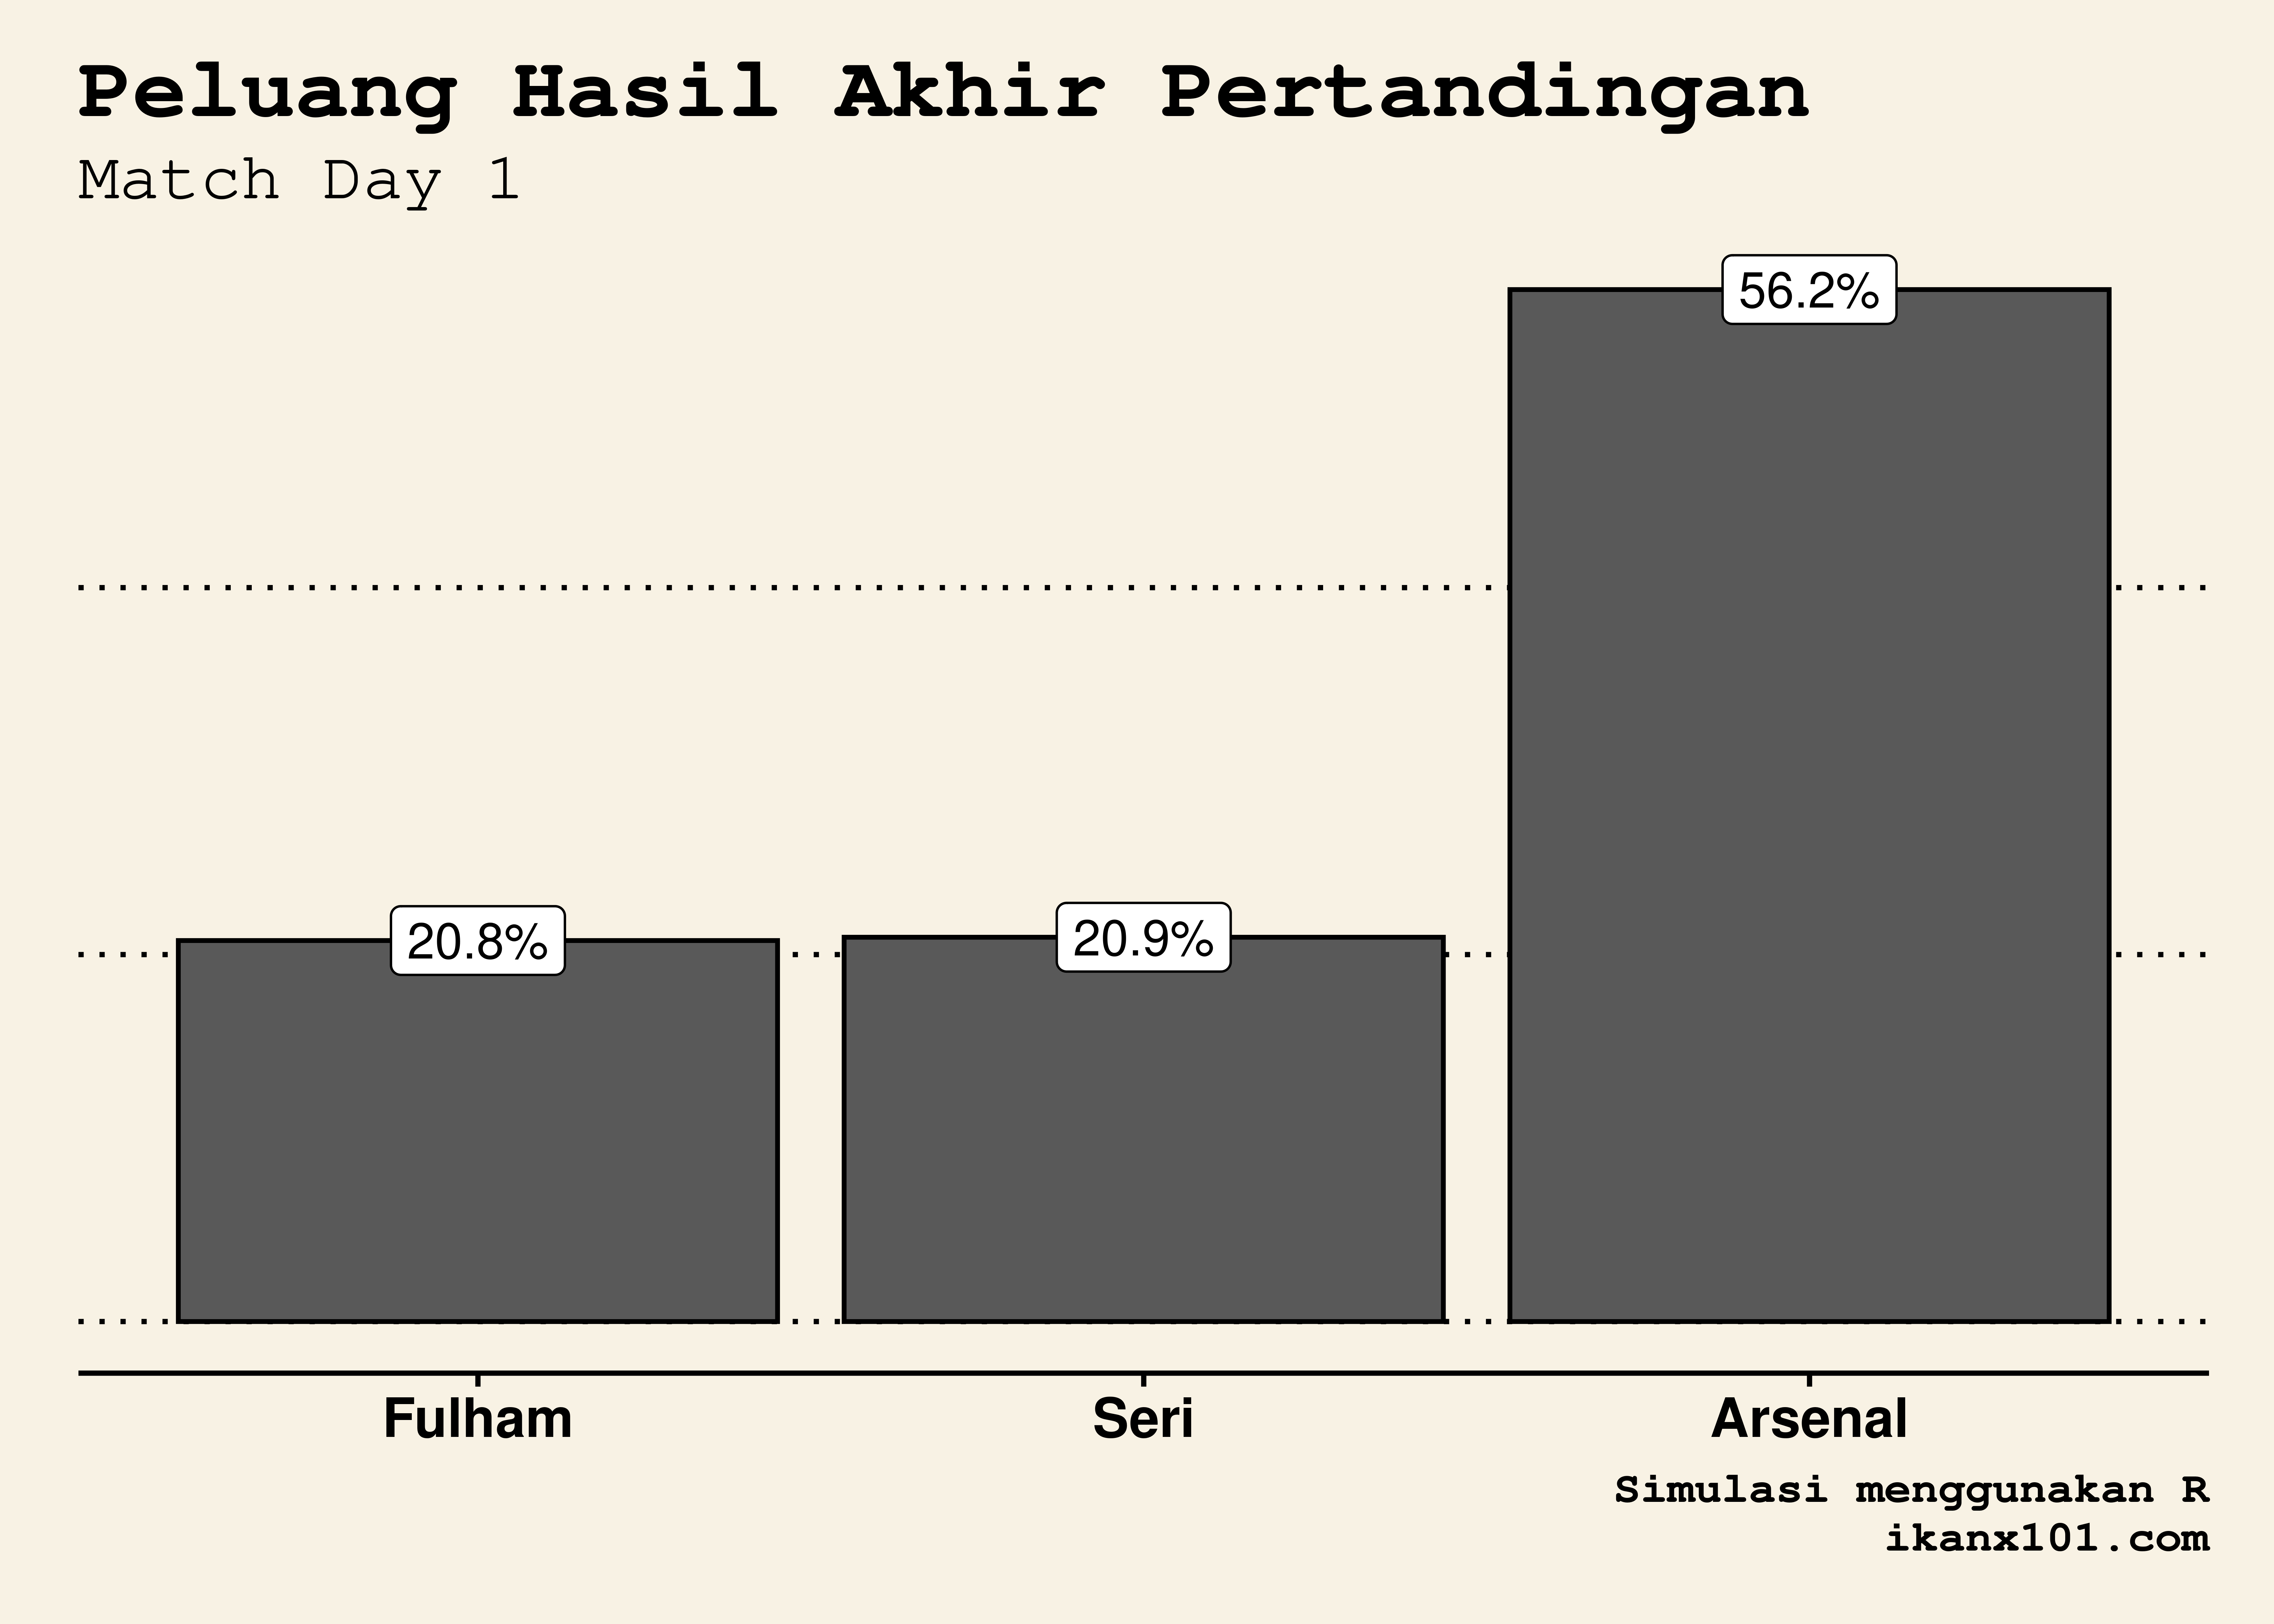 Peluang Hasil Akhir Pertandingan
Match Day 1
56.2%
20.8%
20.9%
Fulham
Seri
Arsenal
Simulasi menggunakan R
ikanx101.com